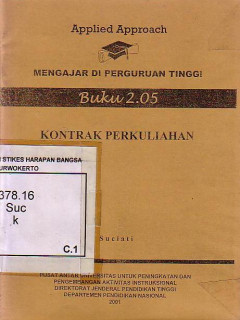 Applied Approach
MENGAJAR DI PERGURUAN TINGGI
Buku 2.05
KONTRAK PERKULIAHAN
STIKES HARAPAN BANGSA
PURWOKERTO
378.16
Suc
k
C.1
Suciati
PUSAT ANTAR UNIVERSITAS UNTUK PENINGKATAN DAN
PENGEMBANGAN AKTIVITAS INSTRUKSIONAL
DIREKTORAT JENDERAL PENDIDIKAN TINGGI
DEPARTEMEN PENDIDIKAN NASIONAL
2001